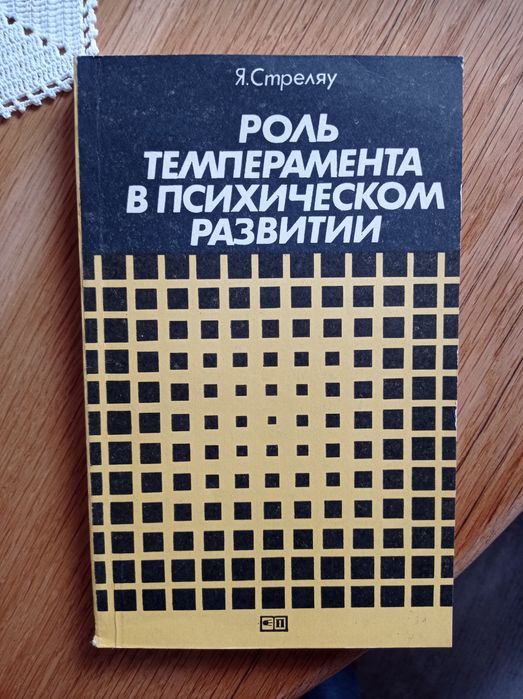 Я.Стреляу
РОЛЬ
ТЕМПЕРАМЕНТА
В ПСИХИЧЕСКОМ
РАЗВИТИИ